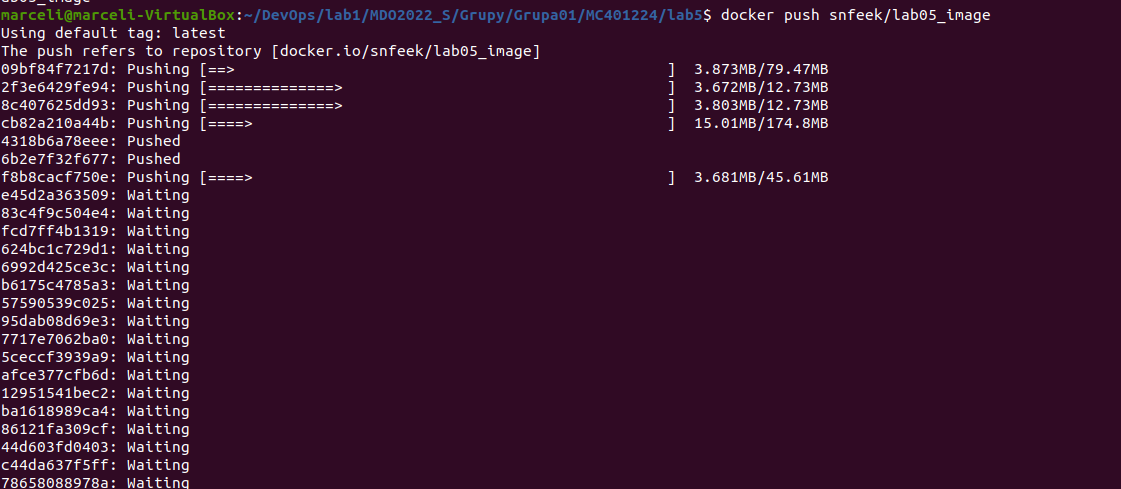 lab05_image
marceli@marceli-VirtualBox:~/DevOps/lab1/MDO2022_S/Grupy/Grupa01/MC401224/lab5$ docker push snfeek/lab05_image
Using default tag: latest
The push refers to repository [docker.io/snfeek/lab05_image]
09bf84f7217d: Pushing [==>                                                ]  3.873MB/79.47MB
2f3e6429fe94: Pushing [==============>                                    ]  3.672MB/12.73MB
8c407625dd93: Pushing [==============>                                    ]  3.803MB/12.73MB
cb82a210a44b: Pushing [====>                                              ]  15.01MB/174.8MB
4318b6a78eee: Pushed
6b2e7f32f677: Pushed
f8b8cacf750e: Pushing [====>                                              ]  3.681MB/45.61MB
e45d2a363509: Waiting
83c4f9c504e4: Waiting
fcd7ff4b1319: Waiting
624bc1c729d1: Waiting
6992d425ce3c: Waiting
b6175c4785a3: Waiting
57590539c025: Waiting
95dab08d69e3: Waiting
7717e7062ba0: Waiting
5ceccf3939a9: Waiting
afce377cfb6d: Waiting
12951541bec2: Waiting
ba1618989ca4: Waiting
86121fa309cf: Waiting
44d603fd0403: Waiting
c44da637f5ff: Waiting
78658088978a: Waiting